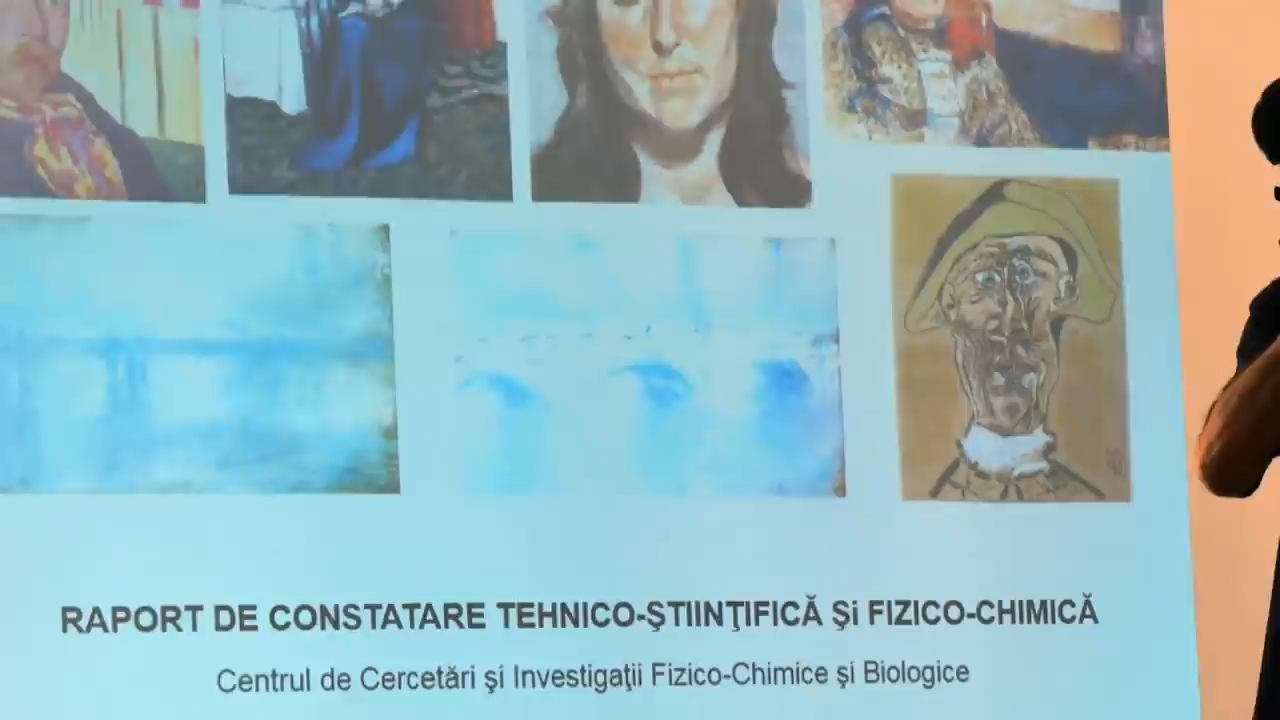 RAPORT DE CONSTATARE TEHNICO-ŞTIINŢIFICĂ Şi FIZICO-CHIMICĂ
Centrul de Cercetări şi Investigaţii Fizico-Chimice şi Biologice